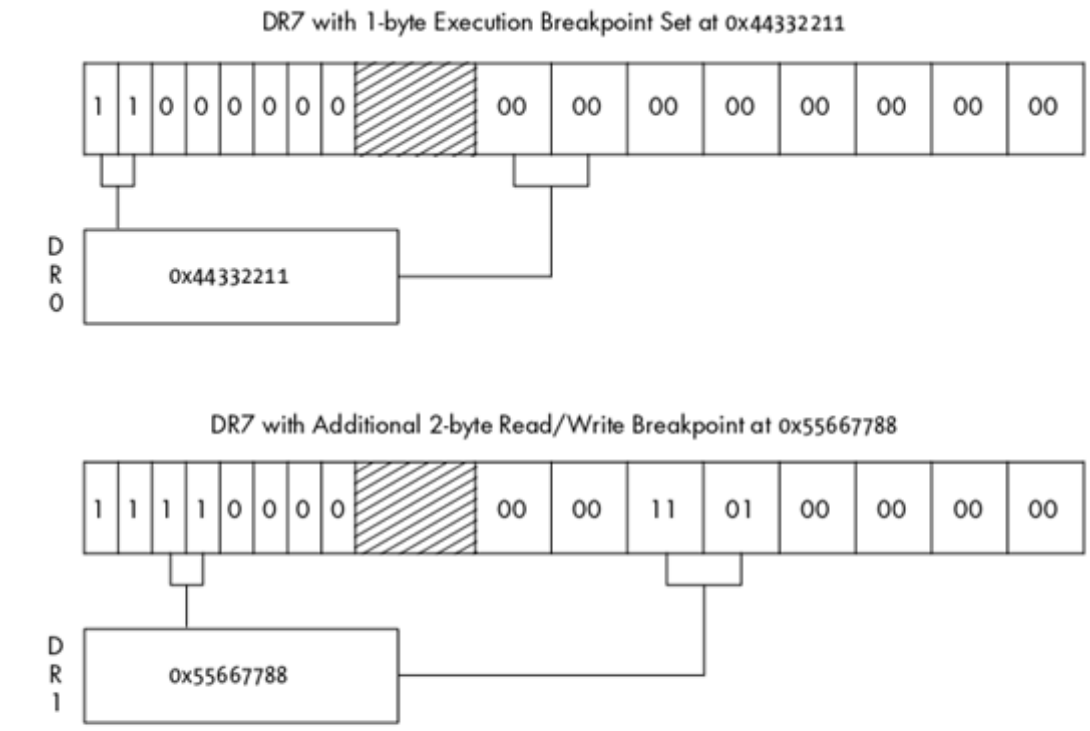 DR7 with 1-byte Execution Breakpoint Set at 0x44332211
1 1 0 0 0 0 0 0 00 00 00 00 00 00 00 00
DR0
0x44332211
DR7 with Additional 2-byte Read/Write Breakpoint at 0x55667788
1 1 1 1 0 0 0 0 00 00 11 01 00 00 00 00
DR1
0x55667788